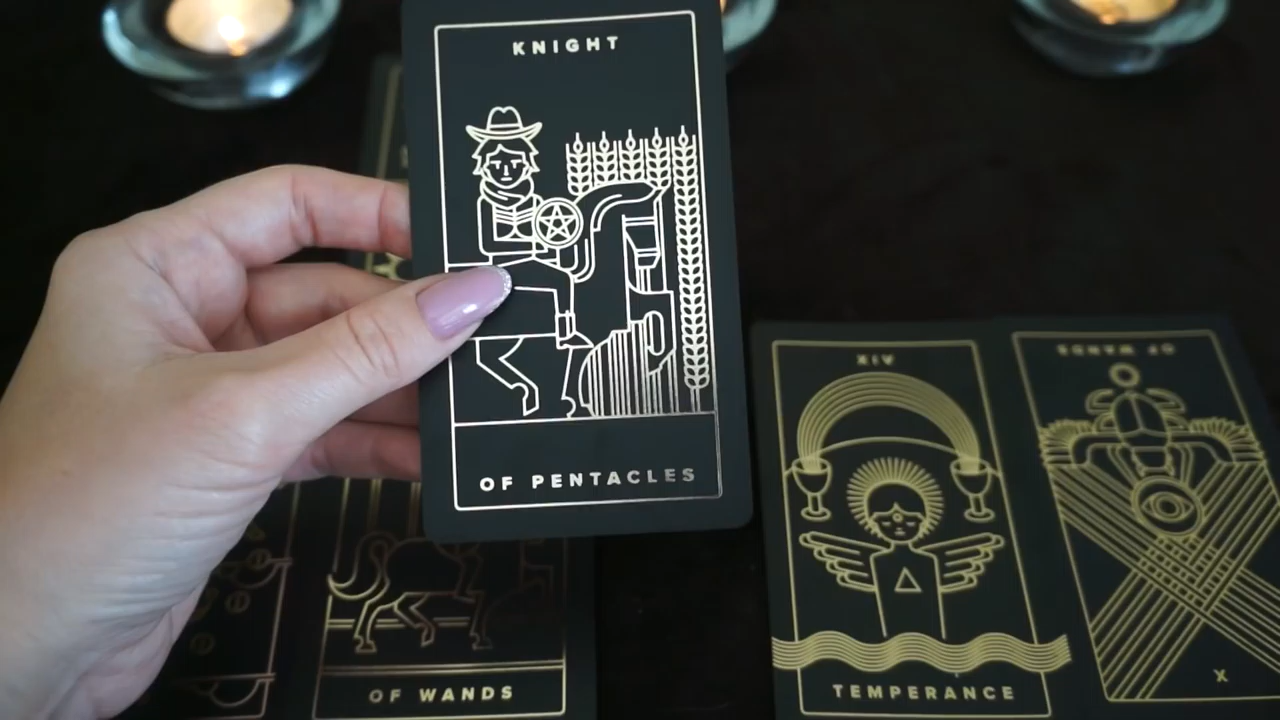 KNIGHT
OF PENTACLES
OF WANDS
XIV
TEMPERANCE
OF WANDS
X